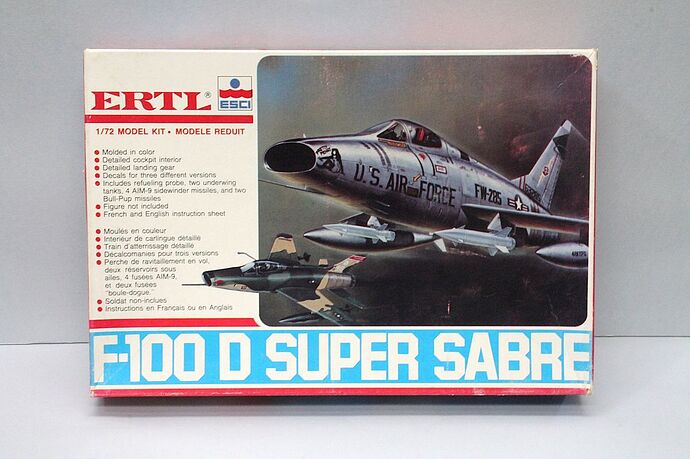 ERTL®
ESCI
1/72 MODEL KIT • MODELE REDUIT
● Molded in color
● Detailed cockpit interior
● Detailed landing gear
● Decals for three different versions
● Includes refueling probe, two underwing
tanks, 4 AIM-9 sidewinder missiles, and two
Bull-Pup missiles
● Figure not included
● French and English instruction sheet
● Moulés en couleur
● Interieur de carlingue détaillé
● Train d'atterrissage détaillé
● Décalcomanies pour trois versions
● Perche de ravitaillement en vol,
deux réservoirs sous
ailes, 4 fusées AIM-9,
et deux fusées
"boule-dogue."
● Soldat non-inclues
● Instructions en Français ou en Anglais
U.S. AIR FORCE
FW-285
F-100 D SUPER SABRE